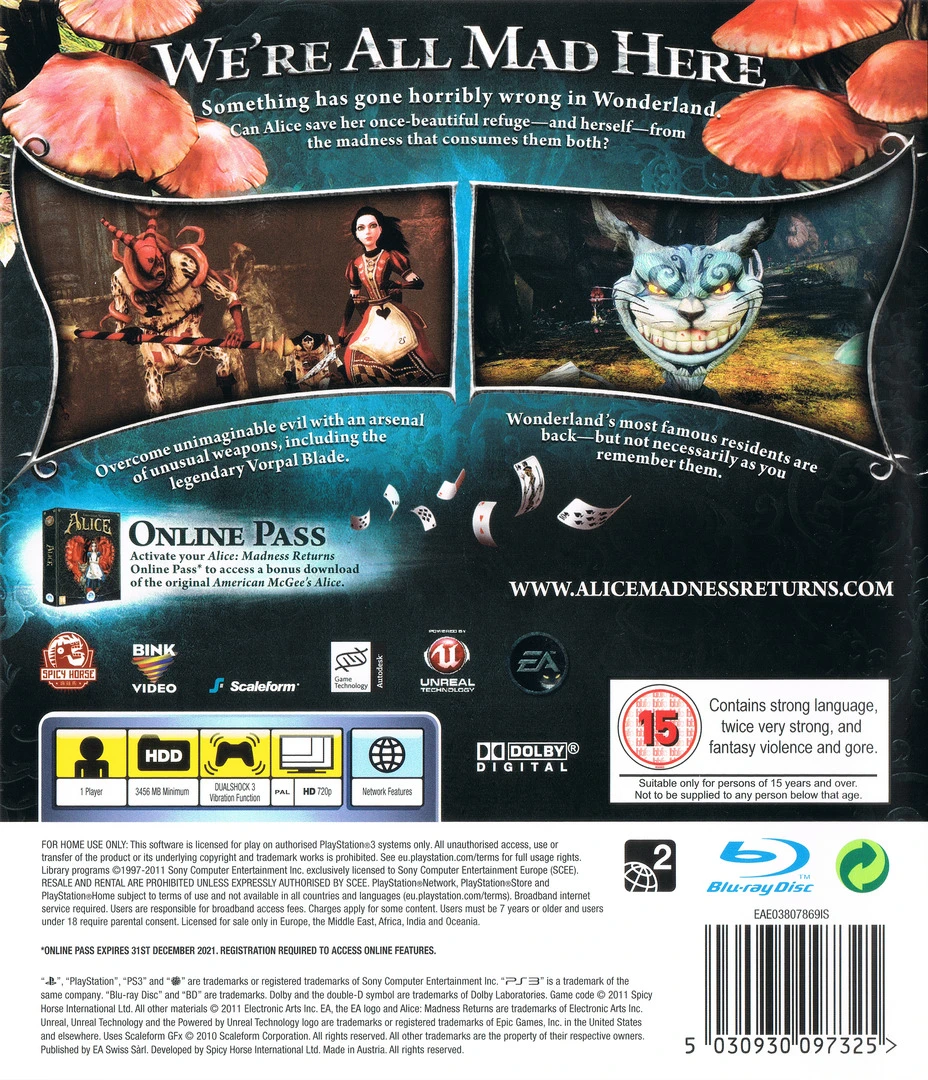 WE'RE ALL MAD HERE
Something has gone horribly wrong in Wonderland.
Can Alice save her once-beautiful refuge—and herself—from
the madness that consumes them both?
Overcome unimaginable evil with an arsenal
of unusual weapons, including the
legendary Vorpal Blade.
Wonderland's most famous residents are
back—but not necessarily as you
remember them.
ALICE
ONLINE PASS
Activate your Alice: Madness Returns
Online Pass* to access a bonus download
of the original American McGee's Alice.
WWW.ALICEMADNESSRETURNS.COM
SPICY HORSE
BINK
VIDEO
Scaleform
Game
Technology
Autodesk
POWERED BY
UNREAL
TECHNOLOGY
EA
15
Contains strong language,
twice very strong, and
fantasy violence and gore.
Suitable only for persons of 15 years and over.
Not to be supplied to any person below that age.
HDD
1 Player
3456 MB Minimum
DUALSHOCK 3
Vibration Function
PAL
HD 720p
Network Features
DOLBY®
DIGITAL
FOR HOME USE ONLY: This software is licensed for play on authorised PlayStation®3 systems only. All unauthorised access, use or
transfer of the product or its underlying copyright and trademark works is prohibited. See eu.playstation.com/terms for full usage rights.
Library programs ©1997-2011 Sony Computer Entertainment Inc. exclusively licensed to Sony Computer Entertainment Europe (SCEE).
RESALE AND RENTAL ARE PROHIBITED UNLESS EXPRESSLY AUTHORISED BY SCEE. PlayStation®Network, PlayStation®Store and
PlayStation®Home subject to terms of use and not available in all countries and languages (eu.playstation.com/terms). Broadband internet
service required. Users are responsible for broadband access fees. Charges apply for some content. Users must be 7 years or older and users
under 18 require parental consent. Licensed for sale only in Europe, the Middle East, Africa, India and Oceania.
*ONLINE PASS EXPIRES 31ST DECEMBER 2021. REGISTRATION REQUIRED TO ACCESS ONLINE FEATURES.
“ ”, “PlayStation”, “PS3” and “ ” are trademarks or registered trademarks of Sony Computer Entertainment Inc. “PS3” is a trademark of the
same company. “Blu-ray Disc” and “BD” are trademarks. Dolby and the double-D symbol are trademarks of Dolby Laboratories. Game code © 2011 Spicy
Horse International Ltd. All other materials © 2011 Electronic Arts Inc. EA, the EA logo and Alice: Madness Returns are trademarks of Electronic Arts Inc.
Unreal, Unreal Technology and the Powered by Unreal Technology logo are trademarks or registered trademarks of Epic Games, Inc. in the United States
and elsewhere. Uses Scaleform GFx © 2010 Scaleform Corporation. All rights reserved. All other trademarks are the property of their respective owners.
Published by EA Swiss Sàrl. Developed by Spicy Horse International Ltd. Made in Austria. All rights reserved.
2
Blu-ray Disc™
EAE03807869IS
5 030930 097325 >